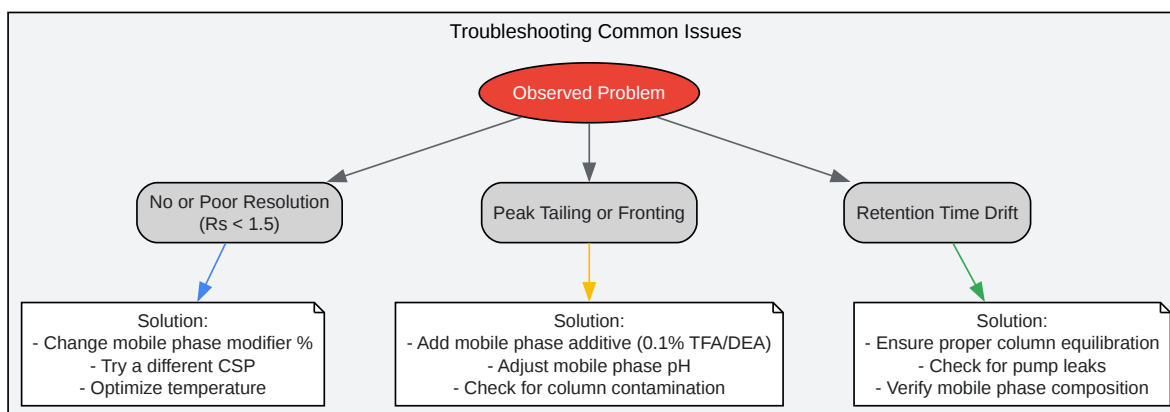 Troubleshooting Common Issues
Observed Problem
No or Poor Resolution
(Rs < 1.5)
Peak Tailing or Fronting
Retention Time Drift
Solution:
- Change mobile phase modifier %
- Try a different CSP
- Optimize temperature
Solution:
- Add mobile phase additive (0.1% TFA/DEA)
- Adjust mobile phase pH
- Check for column contamination
Solution:
- Ensure proper column equilibration
- Check for pump leaks
- Verify mobile phase composition